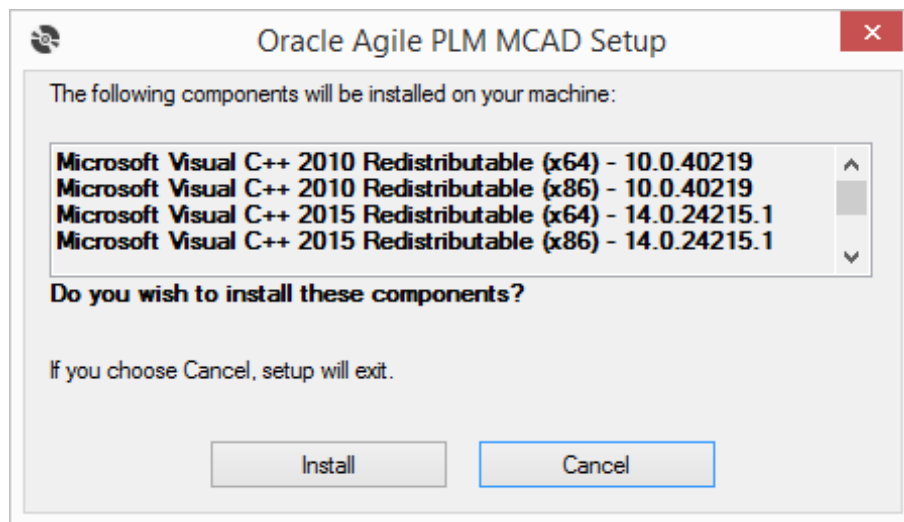 Oracle Agile PLM MCAD Setup
The following components will be installed on your machine:
Microsoft Visual C++ 2010 Redistributable (x64) - 10.0.40219
Microsoft Visual C++ 2010 Redistributable (x86) - 10.0.40219
Microsoft Visual C++ 2015 Redistributable (x64) - 14.0.24215.1
Microsoft Visual C++ 2015 Redistributable (x86) - 14.0.24215.1
Do you wish to install these components?
If you choose Cancel, setup will exit.
Install
Cancel